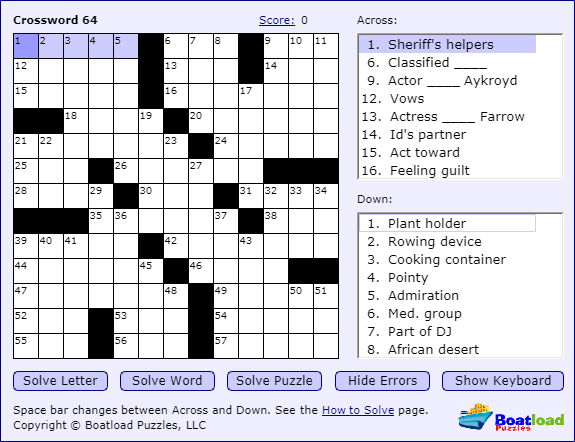 Crossword 64
Score: 0
1 2 3 4 5 6 7 8 9 10 11
12 13 14
15 16 17
18 19 20
21 22 23 24
25 26 27
28 29 30 31 32 33 34
35 36 37 38
39 40 41 42 43
44 45 46
47 48 49 50 51
52 53 54
55 56 57
Across:
1. Sheriff's helpers
6. Classified ____
9. Actor ____ Aykroyd
12. Vows
13. Actress ____ Farrow
14. Id's partner
15. Act toward
16. Feeling guilt
Down:
1. Plant holder
2. Rowing device
3. Cooking container
4. Pointy
5. Admiration
6. Med. group
7. Part of DJ
8. African desert
Solve Letter
Solve Word
Solve Puzzle
Hide Errors
Show Keyboard
Space bar changes between Across and Down. See the How to Solve page.
Copyright © Boatload Puzzles, LLC
Boatload
Puzzles